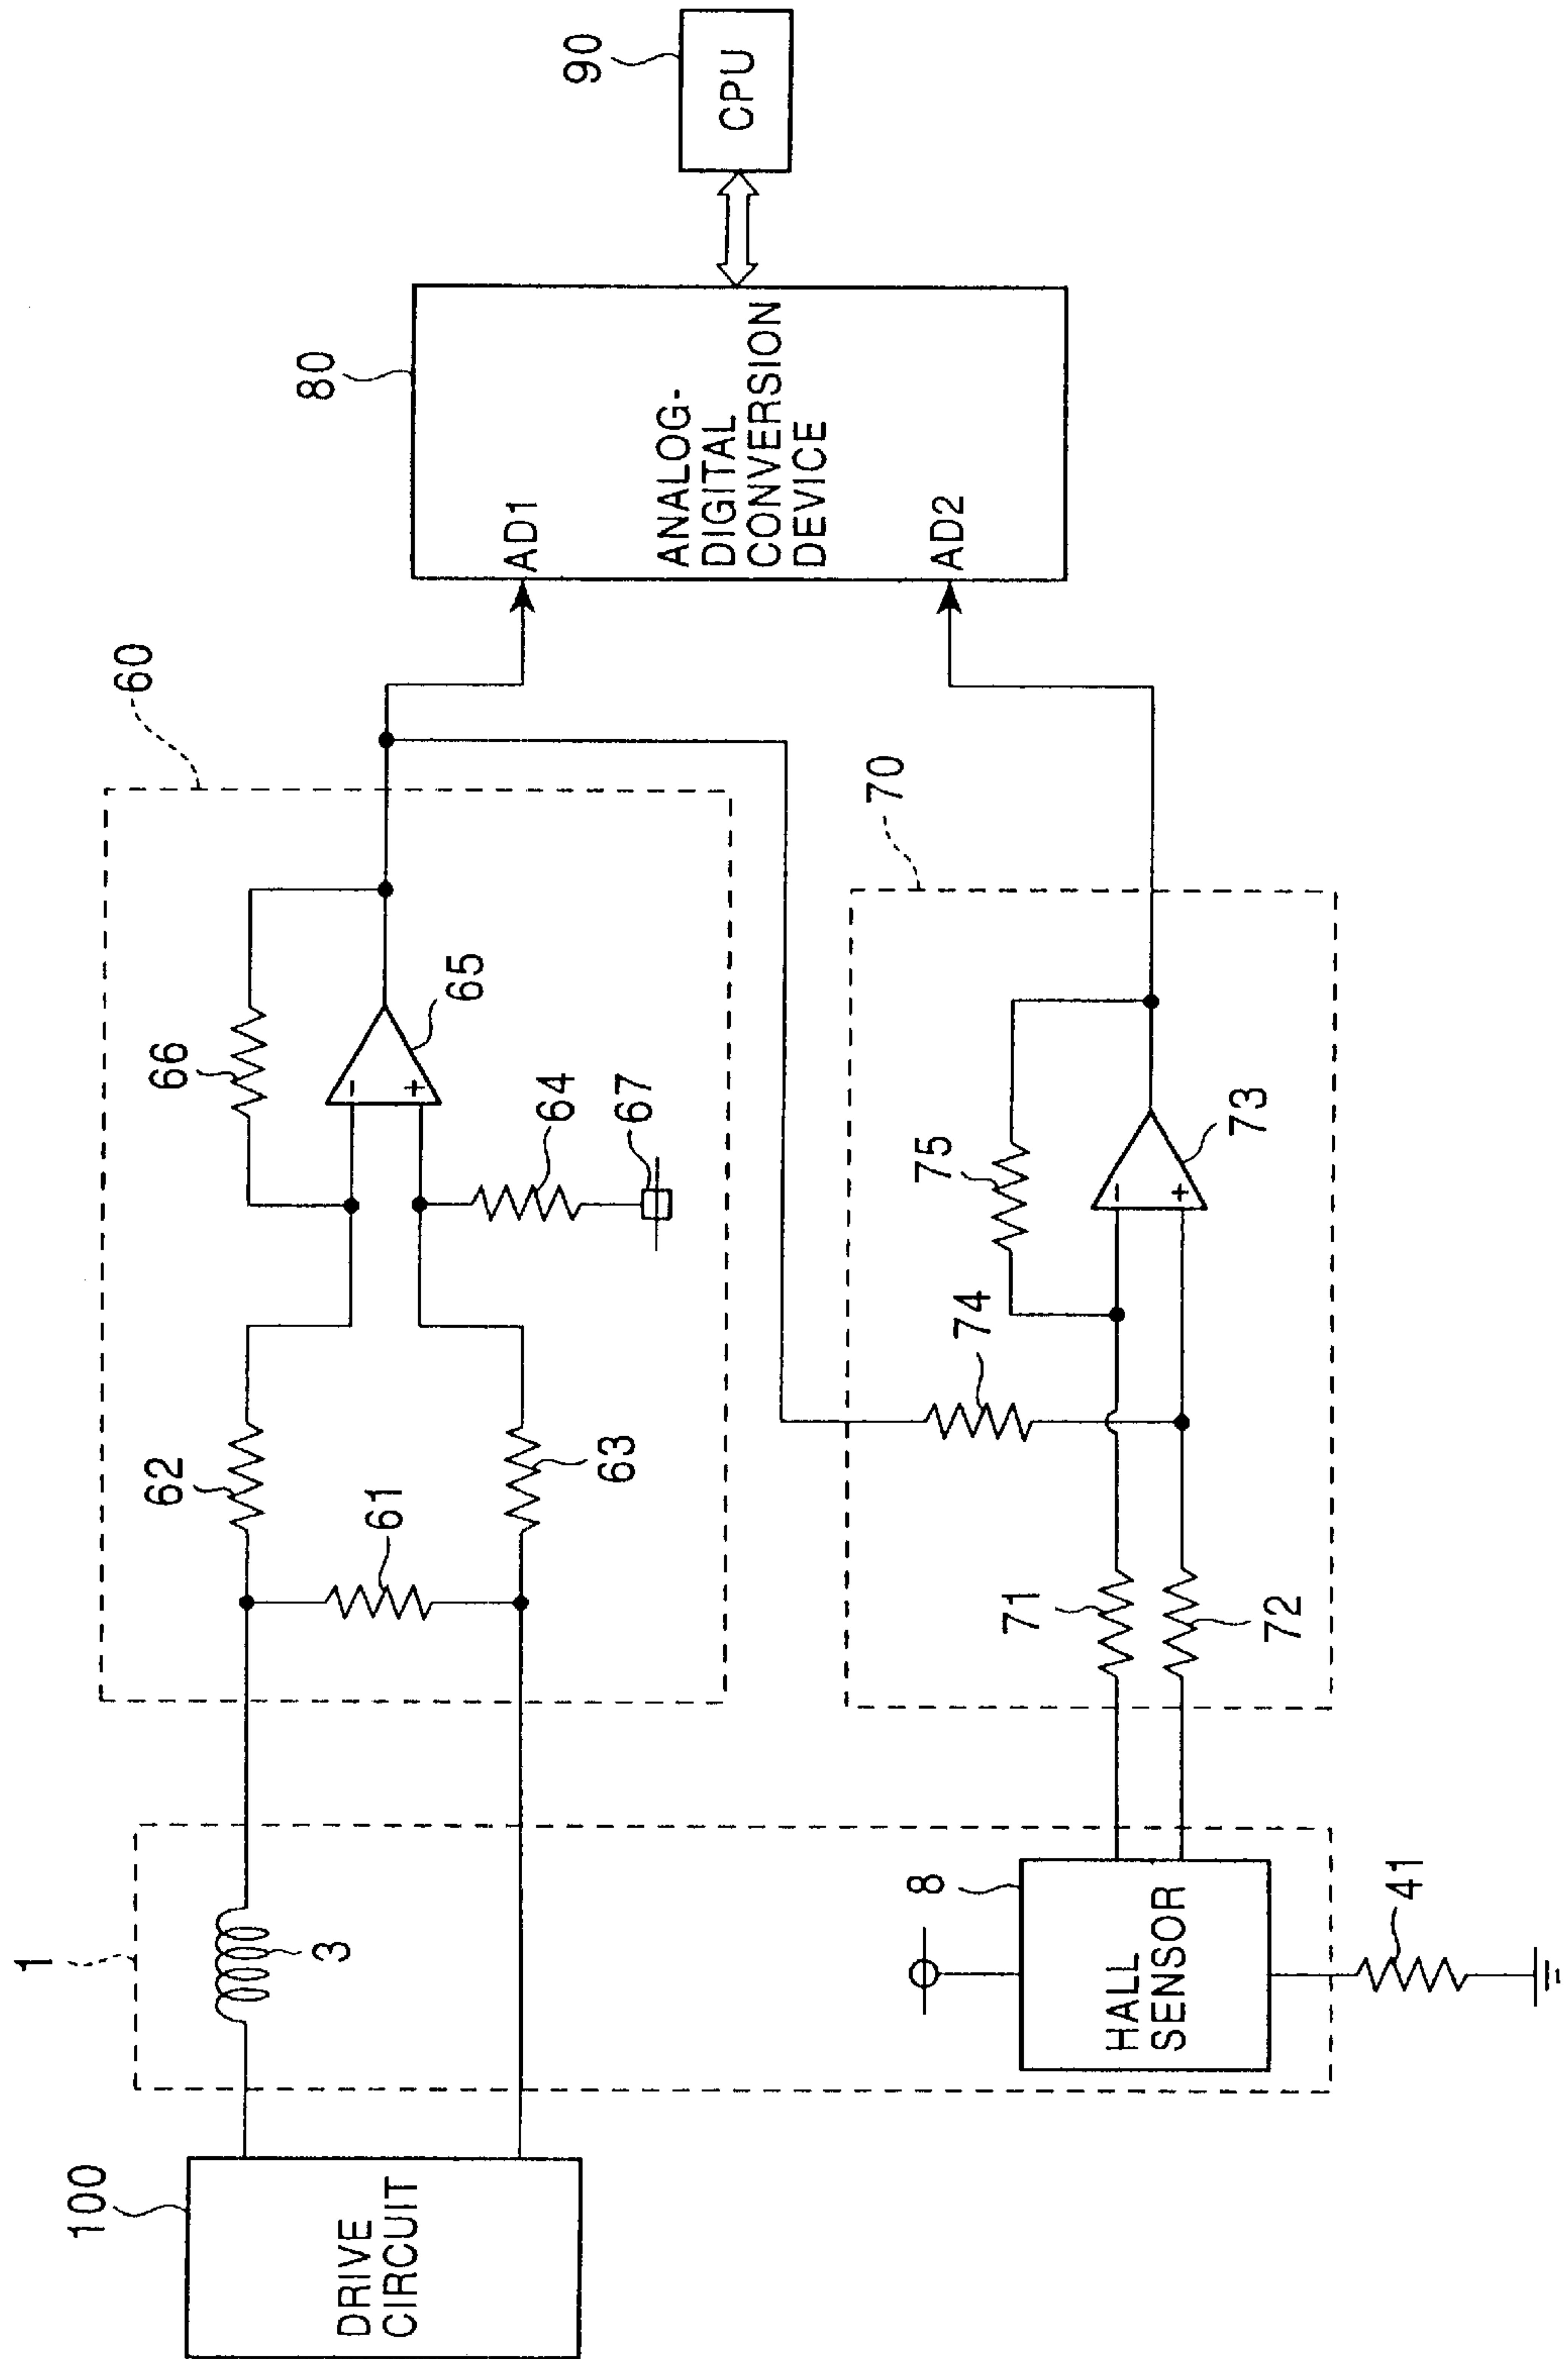 1
100
DRIVE
CIRCUIT
3
8
HALL
SENSOR
41
60
62
61
63
66
65
64
67
-
+
70
71
72
74
75
73
-
+
80
AD1
ANALOG-
DIGITAL
CONVERSION
DEVICE
AD2
90
CPU